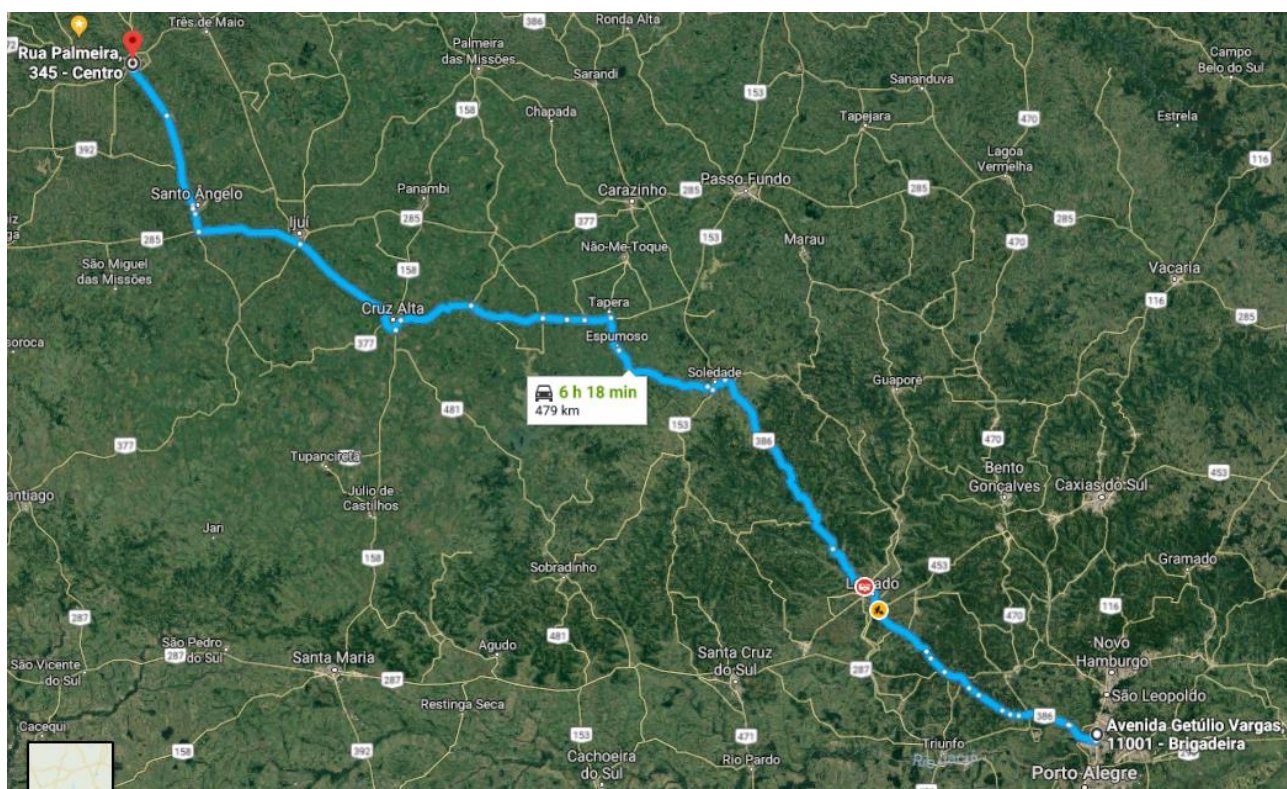 Três de Maio
386
Ronda Alta
Rua Palmeira,
345 - Centro
Palmeira
das Missões
Sarandi
Campo
Belo do Sul
Sananduva
158
153
Chapada
Tapejara
470
Estrela
392
Lagoa
Vermelha
116
Santo Ângelo
Panambi
Carazinho
285
Passo Fundo
285
Ijuí
285
377
153
285
470
285
Não-Me-Toque
Marau
São Miguel
das Missões
158
Vacaria
116
285
Cruz Alta
Tapera
377
Espumoso
Soledade
6 h 18 min
479 km
Guaporé
481
153
386
377
470
Tupanciretã
Bento
Gonçalves
453
Caxias do Sul
Júlio de
Castilhos
Jari
158
Sobradinho
453
Gramado
287
470
116
São Pedro
do Sul
287
481
Agudo
Santa Cruz
do Sul
287
Novo
Hamburgo
São Vicente
do Sul
Santa Maria
287
São Leopoldo
Restinga Seca
386
Avenida Getúlio Vargas,
11001 - Brigadeira
Cacequi
158
392
153
471
Triunfo
Cachoeira
do Sul
Rio Pardo
Porto Alegre